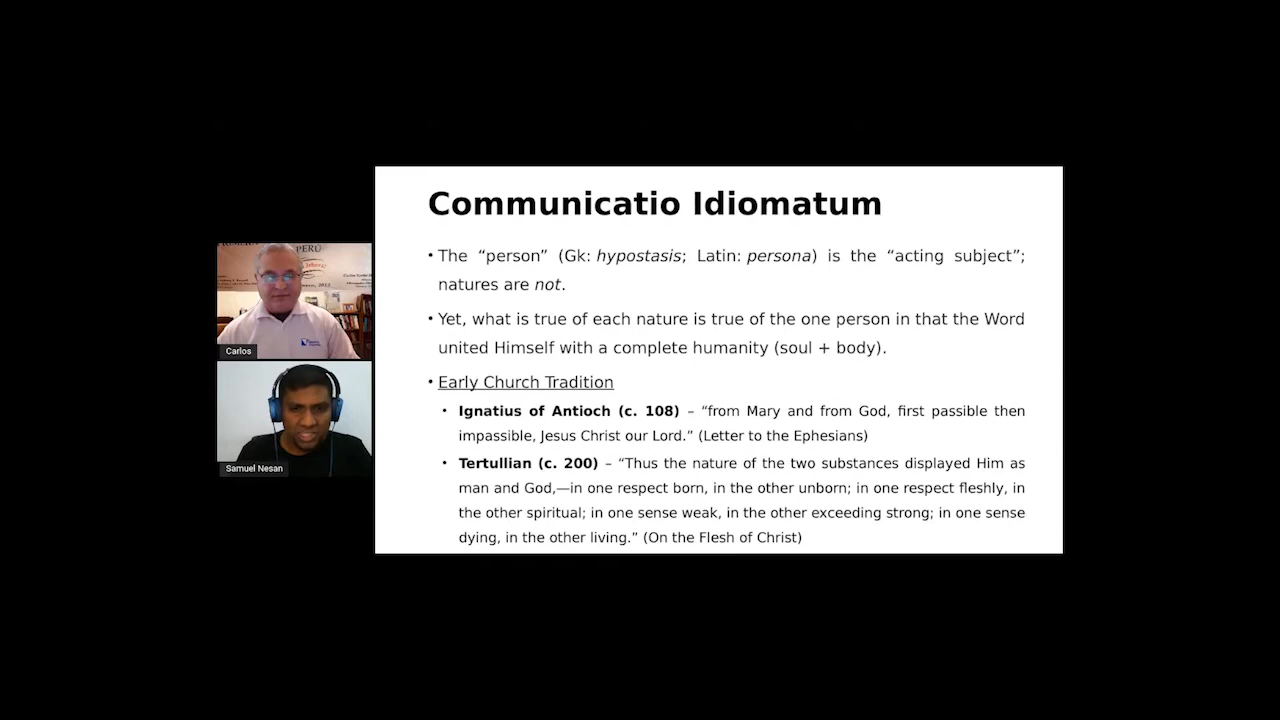 Communicatio Idiomatum
• The “person” (Gk: hypostasis; Latin: persona) is the “acting subject”;
natures are not.
• Yet, what is true of each nature is true of the one person in that the Word
united Himself with a complete humanity (soul + body).
• Early Church Tradition
• Ignatius of Antioch (c. 108) – “from Mary and from God, first passible then
impassible, Jesus Christ our Lord.” (Letter to the Ephesians)
• Tertullian (c. 200) – “Thus the nature of the two substances displayed Him as
man and God,—in one respect born, in the other unborn; in one respect fleshly, in
the other spiritual; in one sense weak, in the other exceeding strong; in one sense
dying, in the other living.” (On the Flesh of Christ)
PERÚ
Carlos
Samuel Nesan